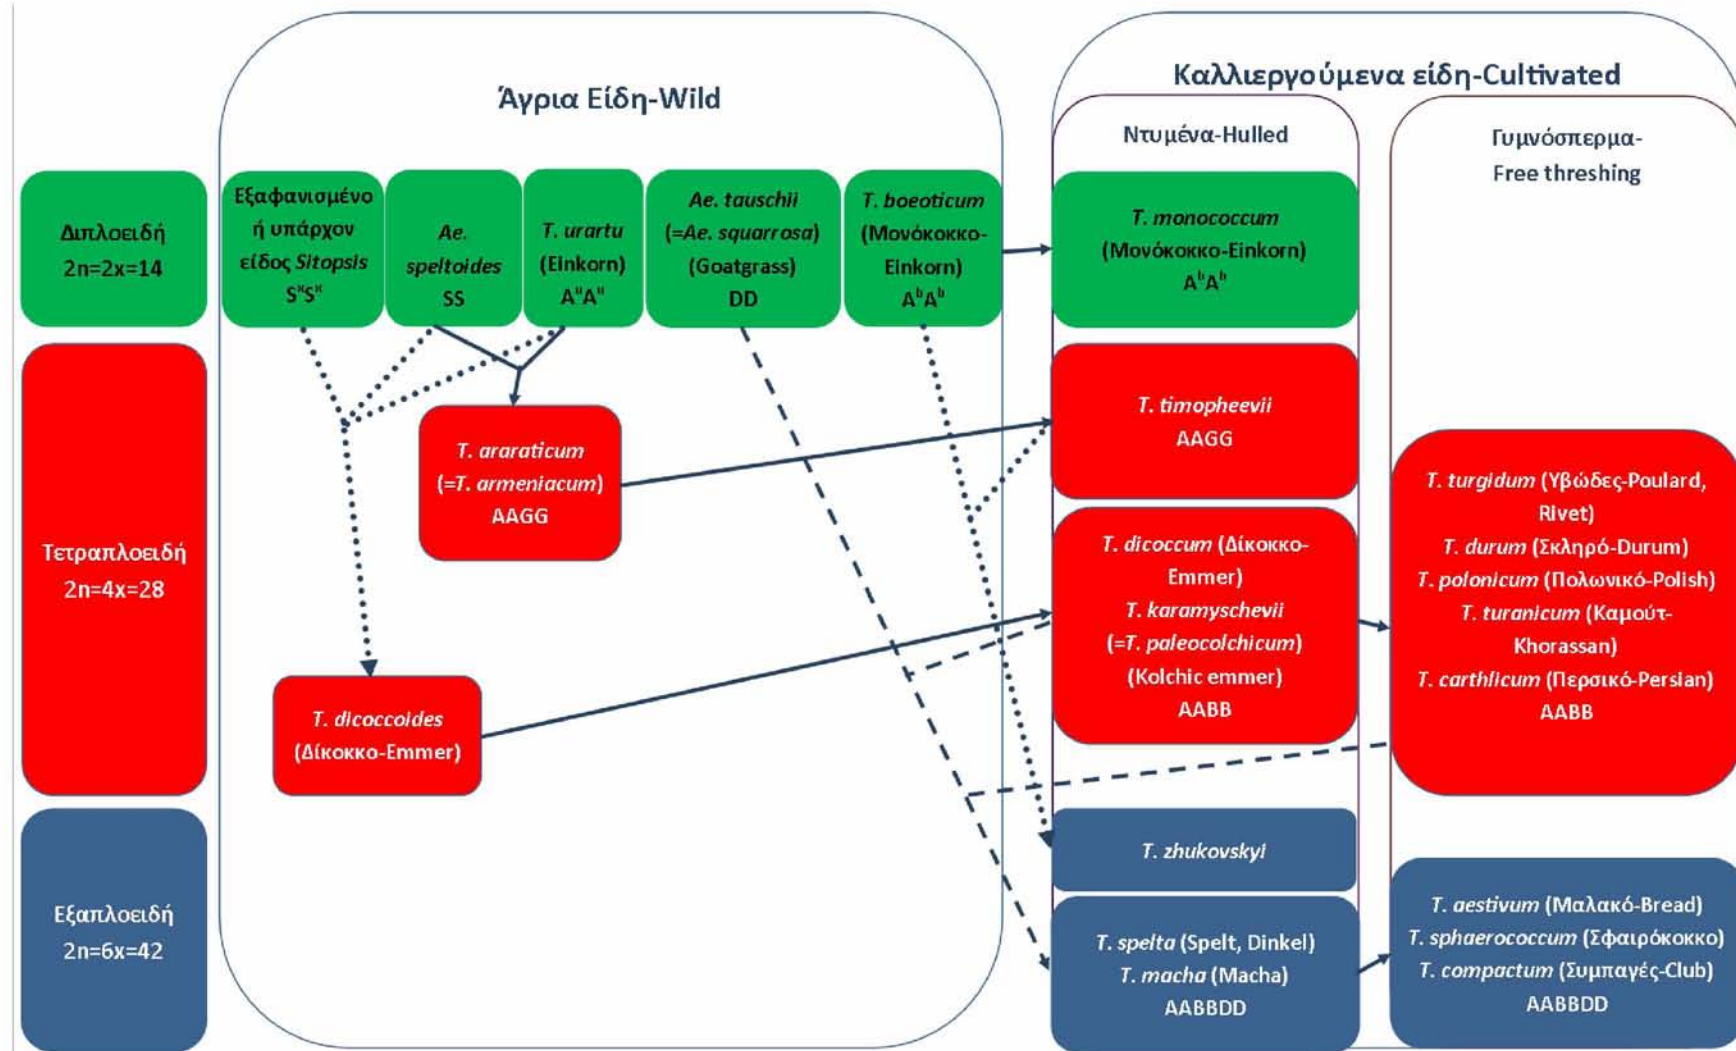 Άγρια Είδη-Wild
Καλλιεργούμενα είδη-Cultivated
Ντυμένα-Hulled
Γυμνόσπερμα-
Free threshing
Διπλοειδή
2n=2x=14
Εξαφανισμένο
ή υπάρχον
είδος Sitopsis
SˣSˣ
Ae.
speltoides
SS
T. urartu
(Einkorn)
AᵘAᵘ
Ae. tauschii
(=Ae. squarrosa)
(Goatgrass)
DD
T. boeoticum
(Μονόκοκκο-
Einkorn)
AᵇAᵇ
T. monococcum
(Μονόκοκκο-Einkorn)
AᵇAᵇ
Τετραπλοειδή
2n=4x=28
T. araraticum
(=T. armeniacum)
AAGG
T. dicoccoides
(Δίκοκκο-Emmer)
T. timopheevii
AAGG
T. dicoccum (Δίκοκκο-
Emmer)
T. karamyschevii
(=T. paleocolchicum)
(Kolchic emmer)
AABB
T. turgidum (Υβώδες-Poulard,
Rivet)
T. durum (Σκληρό-Durum)
T. polonicum (Πολωνικό-Polish)
T. turanicum (Καμούτ-
Khorassan)
T. carthlicum (Περσικό-Persian)
AABB
Εξαπλοειδή
2n=6x=42
T. zhukovskyi
T. spelta (Spelt, Dinkel)
T. macha (Macha)
AABBDD
T. aestivum (Μαλακό-Bread)
T. sphaerococcum (Σφαιρόκοκκο)
T. compactum (Συμπαγές-Club)
AABBDD